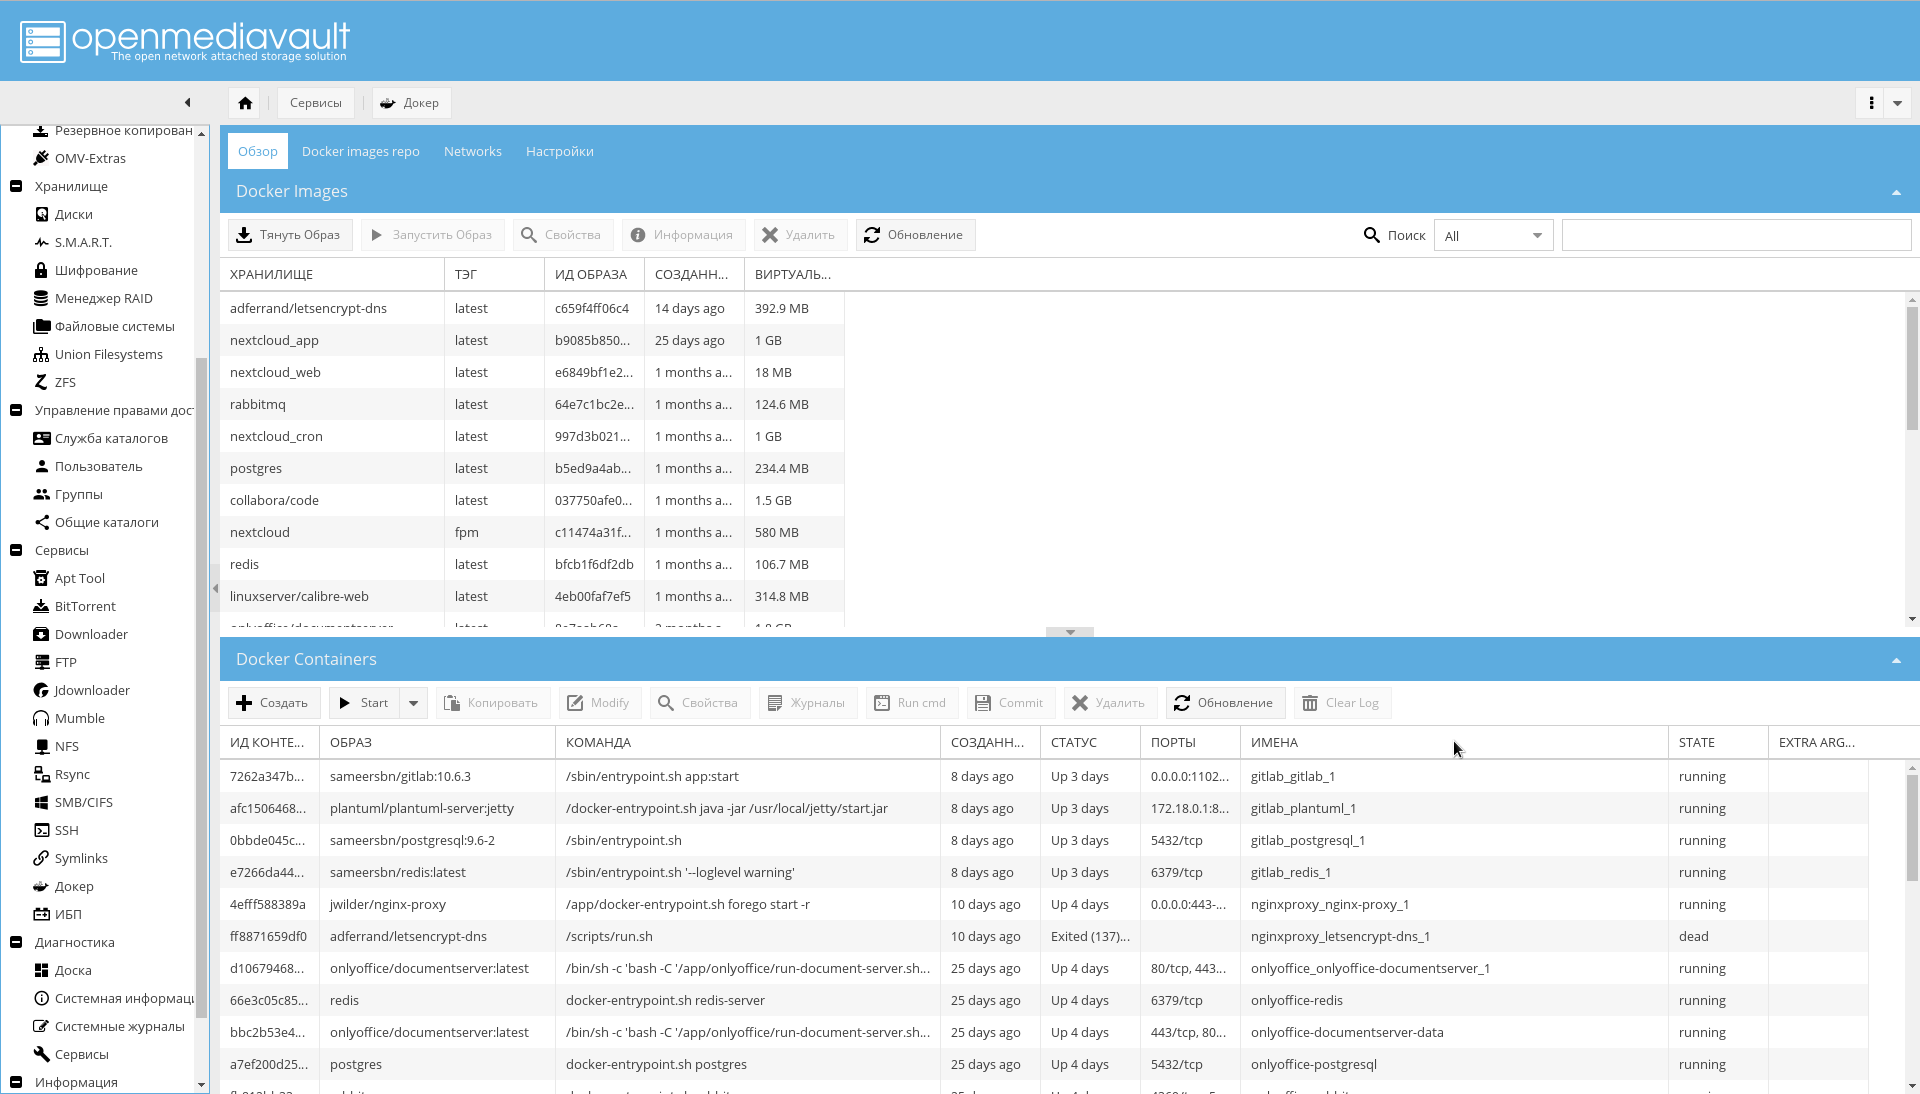 openmediavault
The open network attached storage solution
Сервисы
Докер
Резервное копирован
OMV-Extras
Хранилище
Диски
S.M.A.R.T.
Шифрование
Менеджер RAID
Файловые системы
Union Filesystems
ZFS
Управление правами дос
Служба каталогов
Пользователь
Группы
Общие каталоги
Сервисы
Apt Tool
BitTorrent
Downloader
FTP
Jdownloader
Mumble
NFS
Rsync
SMB/CIFS
SSH
Symlinks
Докер
ИБП
Диагностика
Доска
Системная информац
Системные журналы
Сервисы
Информация
Обзор Docker images repo Networks Настройки
Docker Images
Тянуть Образ Запустить Образ Свойства Информация Удалить Обновление Поиск All
ХРАНИЛИЩЕ ТЭГ ИД ОБРАЗА СОЗДАНН... ВИРТУАЛЬ...
adferrand/letsencrypt-dns latest c659f4ff06c4 14 days ago 392.9 MB
nextcloud_app latest b9085b850... 25 days ago 1 GB
nextcloud_web latest e6849bf1e2... 1 months a... 18 MB
rabbitmq latest 64e7c1bc2e... 1 months a... 124.6 MB
nextcloud_cron latest 997d3b021... 1 months a... 1 GB
postgres latest b5ed9a4ab... 1 months a... 234.4 MB
collabora/code latest 037750afe0... 1 months a... 1.5 GB
nextcloud fpm c11474a31f... 1 months a... 580 MB
redis latest bfcb1f6df2db 1 months a... 106.7 MB
linuxserver/calibre-web latest 4eb00faf7ef5 1 months a... 314.8 MB
Docker Containers
Создать Start Копировать Modify Свойства Журналы Run cmd Commit Удалить Обновление Clear Log
ИД КОНТЕ... ОБРАЗ КОМАНДА СОЗДАНН... СТАТУС ПОРТЫ ИМЕНА STATE EXTRA ARG...
7262a347b... sameersbn/gitlab:10.6.3 /sbin/entrypoint.sh app:start 8 days ago Up 3 days 0.0.0.0:1102... gitlab_gitlab_1 running
afc1506468... plantuml/plantuml-server:jetty /docker-entrypoint.sh java -jar /usr/local/jetty/start.jar 8 days ago Up 3 days 172.18.0.1:8... gitlab_plantuml_1 running
0bbde045c... sameersbn/postgresql:9.6-2 /sbin/entrypoint.sh 8 days ago Up 3 days 5432/tcp gitlab_postgresql_1 running
e7266da44... sameersbn/redis:latest /sbin/entrypoint.sh '--loglevel warning' 8 days ago Up 3 days 6379/tcp gitlab_redis_1 running
4efff588389a jwilder/nginx-proxy /app/docker-entrypoint.sh forego start -r 10 days ago Up 4 days 0.0.0.0:443-... nginxproxy_nginx-proxy_1 running
ff8871659df0 adferrand/letsencrypt-dns /scripts/run.sh 10 days ago Exited (137)... nginxproxy_letsencrypt-dns_1 dead
d10679468... onlyoffice/documentserver:latest /bin/sh -c 'bash -C '/app/onlyoffice/run-document-server.sh... 25 days ago Up 4 days 80/tcp, 443... onlyoffice_onlyoffice-documentserver_1 running
66e3c05c85... redis docker-entrypoint.sh redis-server 25 days ago Up 4 days 6379/tcp onlyoffice-redis running
bbc2b53e4... onlyoffice/documentserver:latest /bin/sh -c 'bash -C '/app/onlyoffice/run-document-server.sh... 25 days ago Up 4 days 443/tcp, 80... onlyoffice-documentserver-data running
a7ef200d25... postgres docker-entrypoint.sh postgres 25 days ago Up 4 days 5432/tcp onlyoffice-postgresql running